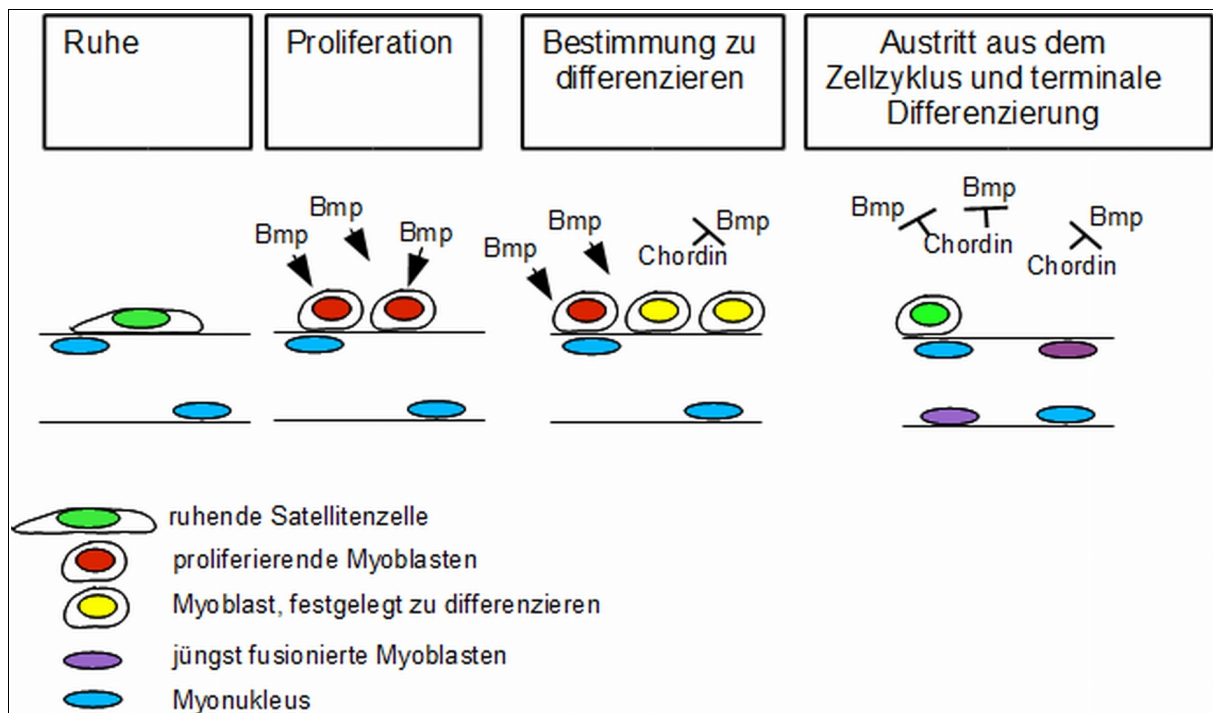 Ruhe
Proliferation
Bestimmung zu
differenzieren
Austritt aus dem
Zellzyklus und terminale
Differenzierung
Bmp
Bmp
Bmp
Bmp
Bmp
Bmp
Chordin
Bmp
Bmp
Bmp
Chordin
Chordin
ruhende Satellitenzelle
proliferierende Myoblasten
Myoblast, festgelegt zu differenzieren
jüngst fusionierte Myoblasten
Myonukleus